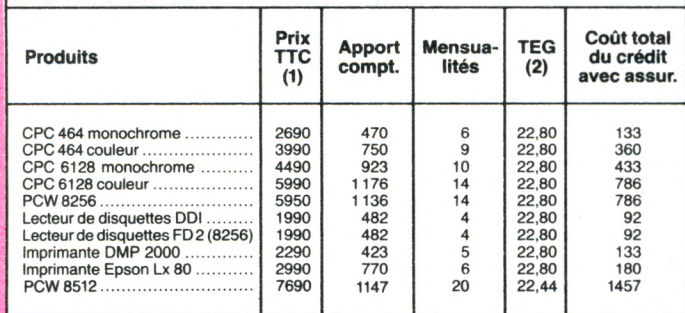 Produits Prix TTC (1) Apport compt. Mensua- lités TEG (2) Coût total du crédit avec assur.
CPC 464 monochrome ............. 2690 470 6 22,80 133
CPC 464 couleur ..................... 3990 750 9 22,80 360
CPC 6128 monochrome .......... 4490 923 10 22,80 433
CPC 6128 couleur ................... 5990 1176 14 22,80 786
PCW 8256 ............................. 5950 1136 14 22,80 786
Lecteur de disquettes DDI ......... 1990 482 4 22,80 92
Lecteur de disquettes FD2 (8256) 1990 482 4 22,80 92
Imprimante DMP 2000 ............. 2290 423 5 22,80 133
Imprimante Epson Lx 80 .......... 2990 770 6 22,80 180
PCW 8512 ............................. 7690 1147 20 22,44 1457